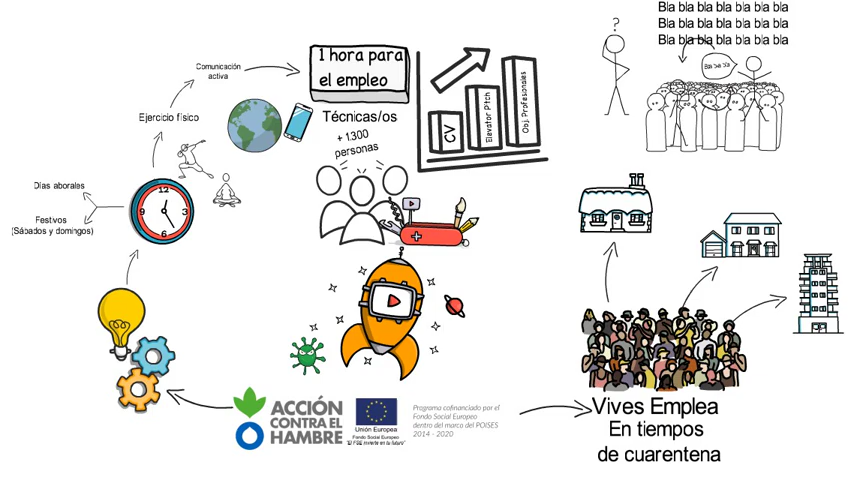 Bla bla bla bla bla bla bla
Bla bla bla bla bla bla bla
Bla bla bla bla bla bla bla
?
Bla bla bla
Comunicación
activa
1 hora para
el empleo
Ejercicio físico
Técnicas/os
+ 1300
personas
CV
Elevator Pitch
Obj. Profesionales
Días aborales
Festivos
(Sábados y domingos)
12
9
3
6
ACCIÓN
CONTRA EL
HAMBRE
Unión Europea
Fondo Social Europeo
"El FSE invierte en tu futuro"
Programa cofinanciado por el
Fondo Social Europeo
dentro del marco del POISES
2014 - 2020
Vives Emplea
En tiempos
de cuarentena